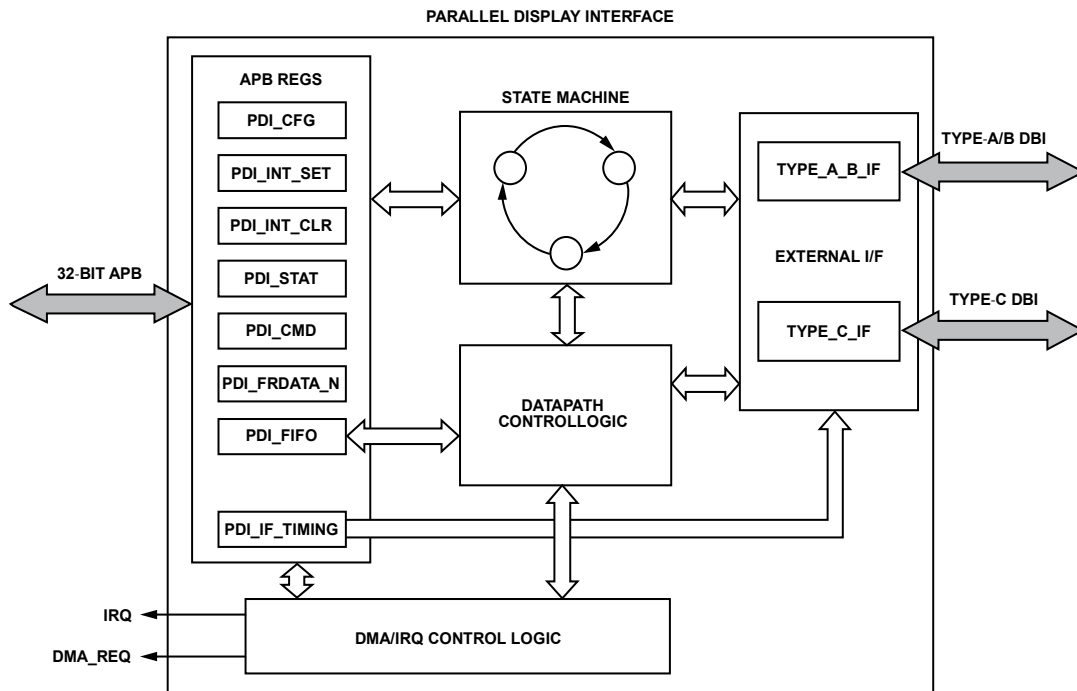 PARALLEL DISPLAY INTERFACE
APB REGS
PDI_CFG
PDI_INT_SET
PDI_INT_CLR
PDI_STAT
PDI_CMD
PDI_FRDATA_N
PDI_FIFO
PDI_IF_TIMING
32-BIT APB
STATE MACHINE
DATAPATH
CONTROLLOGIC
TYPE_A_B_IF
EXTERNAL I/F
TYPE_C_IF
TYPE-A/B DBI
TYPE-C DBI
IRQ
DMA_REQ
DMA/IRQ CONTROL LOGIC